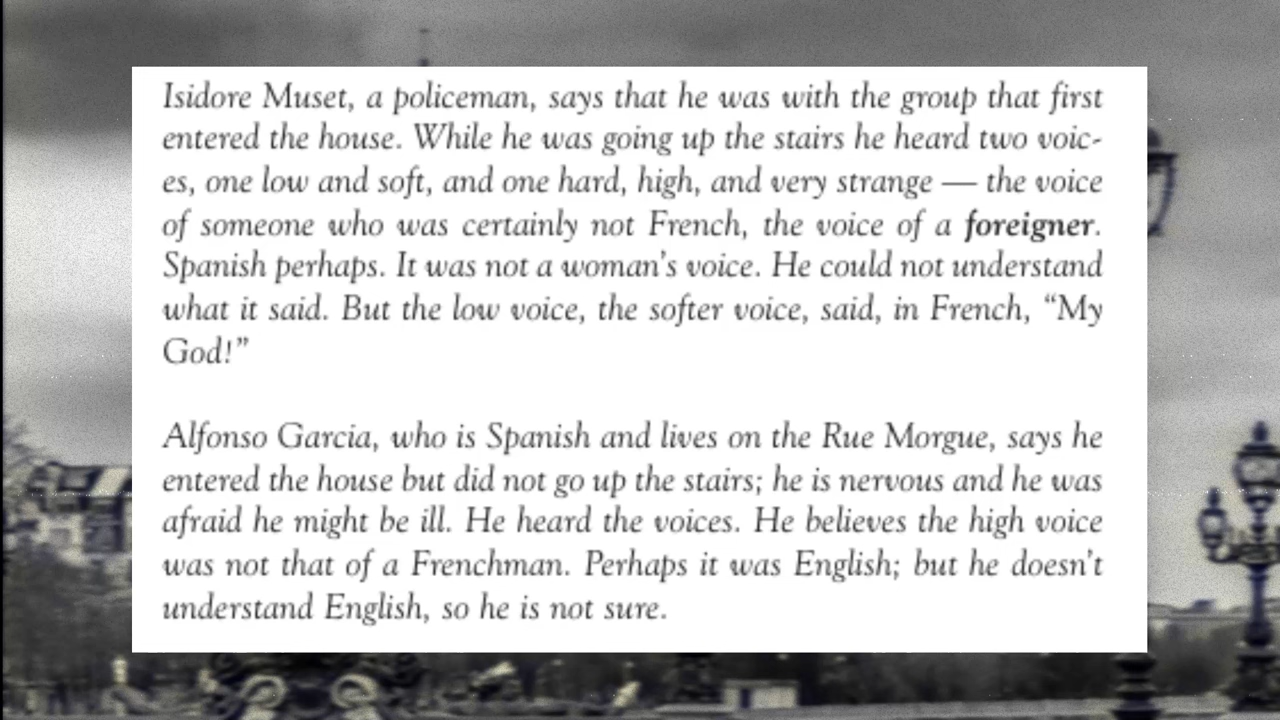 Isidore Muset, a policeman, says that he was with the group that first
entered the house. While he was going up the stairs he heard two voic-
es, one low and soft, and one hard, high, and very strange — the voice
of someone who was certainly not French, the voice of a foreigner.
Spanish perhaps. It was not a woman's voice. He could not understand
what it said. But the low voice, the softer voice, said, in French, “My
God!”
Alfonso Garcia, who is Spanish and lives on the Rue Morgue, says he
entered the house but did not go up the stairs; he is nervous and he was
afraid he might be ill. He heard the voices. He believes the high voice
was not that of a Frenchman. Perhaps it was English; but he doesn't
understand English, so he is not sure.